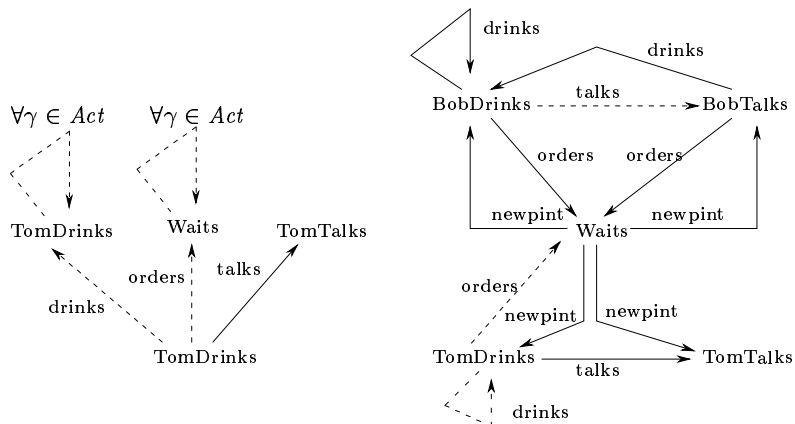 ∀γ ∈ Act
∀γ ∈ Act
TomDrinks
Waits
TomTalks
orders
talks
drinks
TomDrinks
drinks
drinks
talks
BobDrinks
BobTalks
orders
orders
newpint
newpint
Waits
orders
newpint
newpint
TomDrinks
TomTalks
talks
drinks